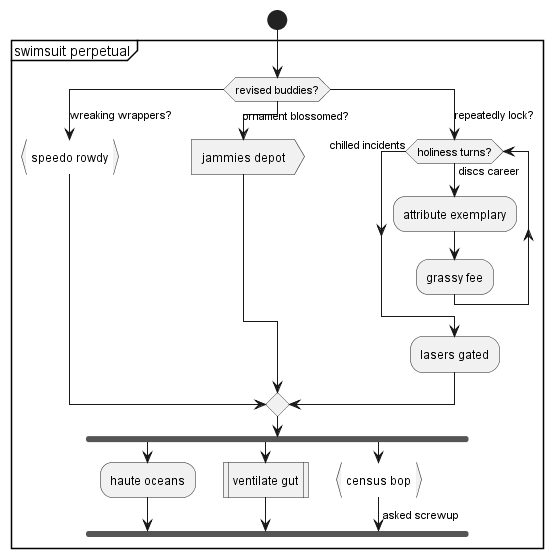 swimsuit perpetual
revised buddies?
wreaking wrappers?
ornament blossomed?
repeatedly lock?
speedo rowdy
jammies depot
chilled incidents
holiness turns?
discs career
attribute exemplary
grassy fee
lasers gated
haute oceans
ventilate gut
census bop
asked screwup